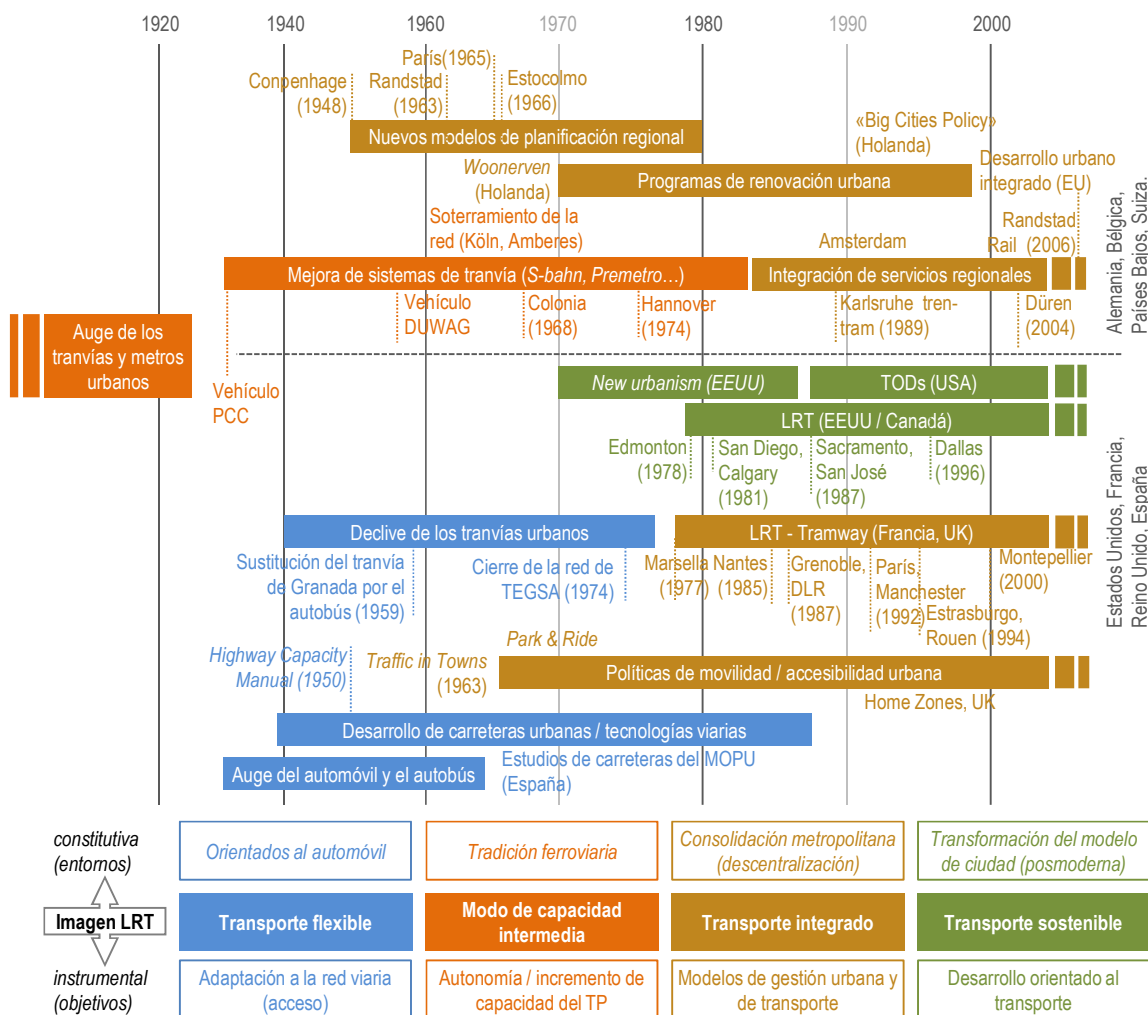 1920
1940
1960
1970
1980
1990
2000
París(1965)
Conpenhage
(1948)
Randstad
(1963)
Estocolmo
(1966)
Nuevos modelos de planificación regional
«Big Cities Policy»
(Holanda)
Woonerven
(Holanda)
Programas de renovación urbana
Desarrollo urbano
integrado (EU)
Soterramiento de la
red (Köln, Amberes)
Amsterdam
Randstad
Rail (2006)
Mejora de sistemas de tranvía (S-bahn, Premetro…)
Integración de servicios regionales
Vehículo
DUWAG
Colonia
(1968)
Hannover
(1974)
Karlsruhe tren-
tram (1989)
Düren
(2004)
Alemania, Bélgica,
Países Bajos, Suiza.
Auge de los
tranvías y metros
urbanos
Vehículo
PCC
New urbanism (EEUU)
TODs (USA)
LRT (EEUU / Canadá)
Edmonton
(1978)
San Diego,
Calgary
(1981)
Sacramento,
San José
(1987)
Dallas
(1996)
Declive de los tranvías urbanos
LRT - Tramway (Francia, UK)
Sustitución del tranvía
de Granada por el
autobús (1959)
Cierre de la red de
TEGSA (1974)
Marsella
(1977)
Nantes
(1985)
Grenoble,
DLR
(1987)
París,
Manchester
(1992)
Estrasburgo,
Rouen (1994)
Montepellier
(2000)
Estados Unidos, Francia,
Reino Unido, España
Highway Capacity
Manual (1950)
Traffic in Towns
(1963)
Park & Ride
Políticas de movilidad / accesibilidad urbana
Home Zones, UK
Desarrollo de carreteras urbanas / tecnologías viarias
Auge del automóvil y el autobús
Estudios de carreteras del MOPU
(España)
constitutiva
(entornos)
Orientados al automóvil
Tradición ferroviaria
Consolidación metropolitana
(descentralización)
Transformación del modelo
de ciudad (posmoderna)
Imagen LRT
Transporte flexible
Modo de capacidad
intermedia
Transporte integrado
Transporte sostenible
instrumental
(objetivos)
Adaptación a la red viaria
(acceso)
Autonomía / incremento de
capacidad del TP
Modelos de gestión urbana y
de transporte
Desarrollo orientado al
transporte